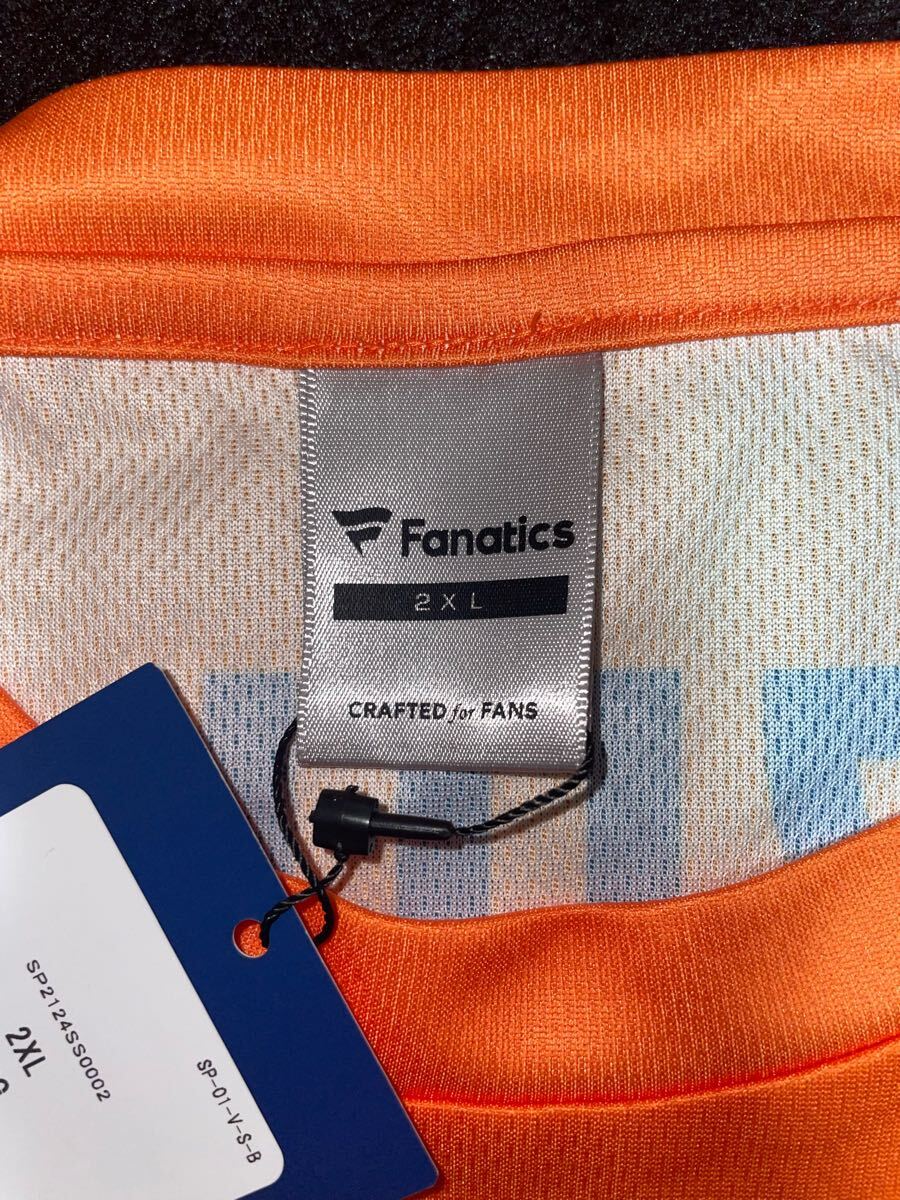 Fanatics
2XL
CRAFTED for FANS
SP2124SS0002
SP-01-V-S-B
2XL